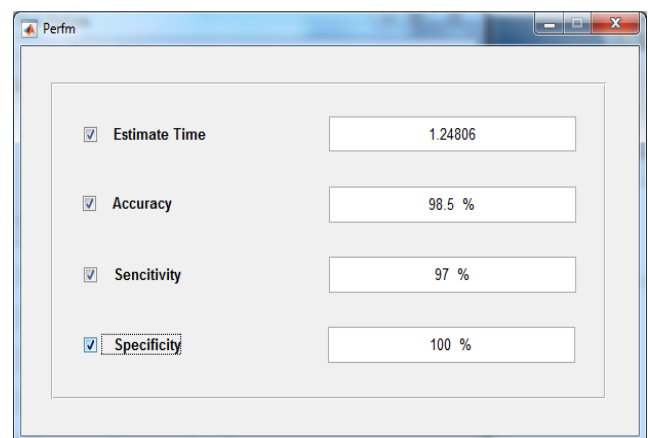 Perfm
Estimate Time 1.24806
Accuracy 98.5 %
Sencitivity 97 %
Specificity 100 %